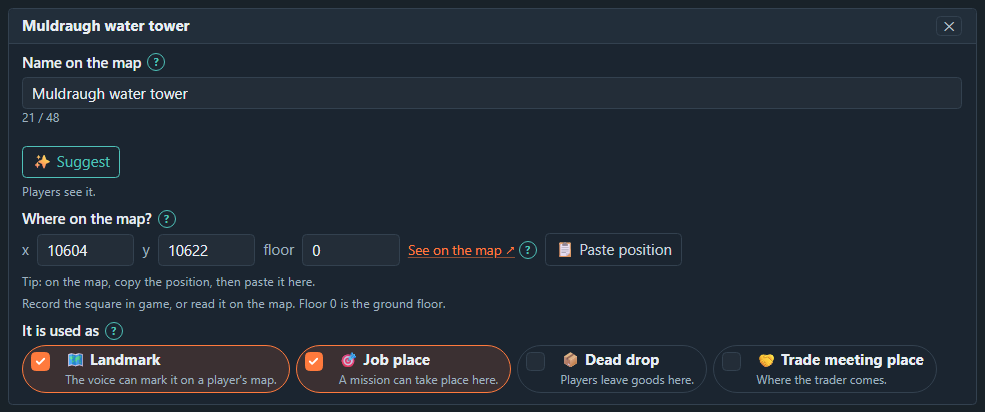 Muldraugh water tower
Name on the map ?
Muldraugh water tower
21 / 48
✨ Suggest
Players see it.
Where on the map? ?
x 10604 y 10622 floor 0 See on the map ↗ ? 📋 Paste position
Tip: on the map, copy the position, then paste it here.
Record the square in game, or read it on the map. Floor 0 is the ground floor.
It is used as ?
🗺️ Landmark
The voice can mark it on a player's map.
🎯 Job place
A mission can take place here.
📦 Dead drop
Players leave goods here.
🤝 Trade meeting place
Where the trader comes.